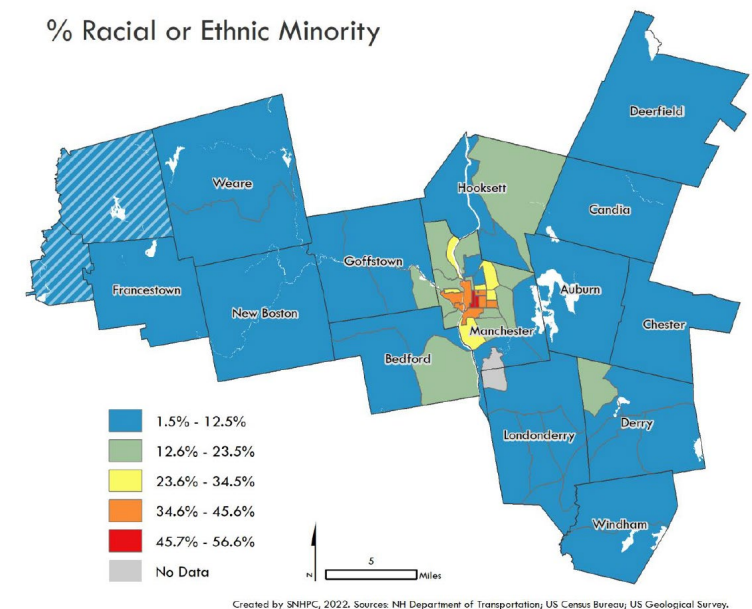 % Racial or Ethnic Minority
Deerfield
Weare
Hooksett
Candia
Goffstown
Francestown
Auburn
New Boston
Manchester
Chester
Bedford
1.5% - 12.5%
12.6% - 23.5%
Derry
Londonderry
23.6% - 34.5%
34.6% - 45.6%
Windham
45.7% - 56.6%
5
No Data
N
Miles
Created by SNHPC, 2022. Sources: NH Department of Transportation; US Census Bureau; US Geological Survey.